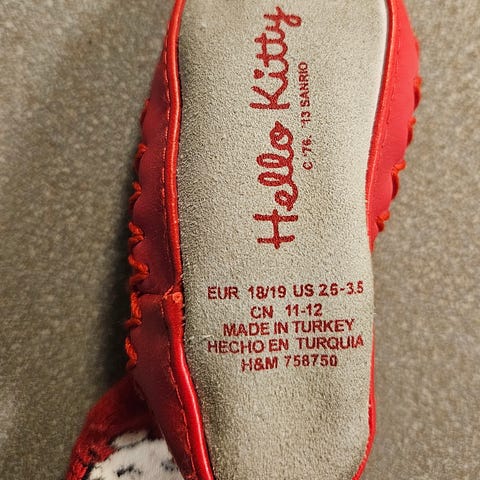 Hello Kitty
C '76. '13 SANRIO
EUR 18/19 US 2.5-3.5
CN 11-12
MADE IN TURKEY
HECHO EN TURQUIA
H&M 758750